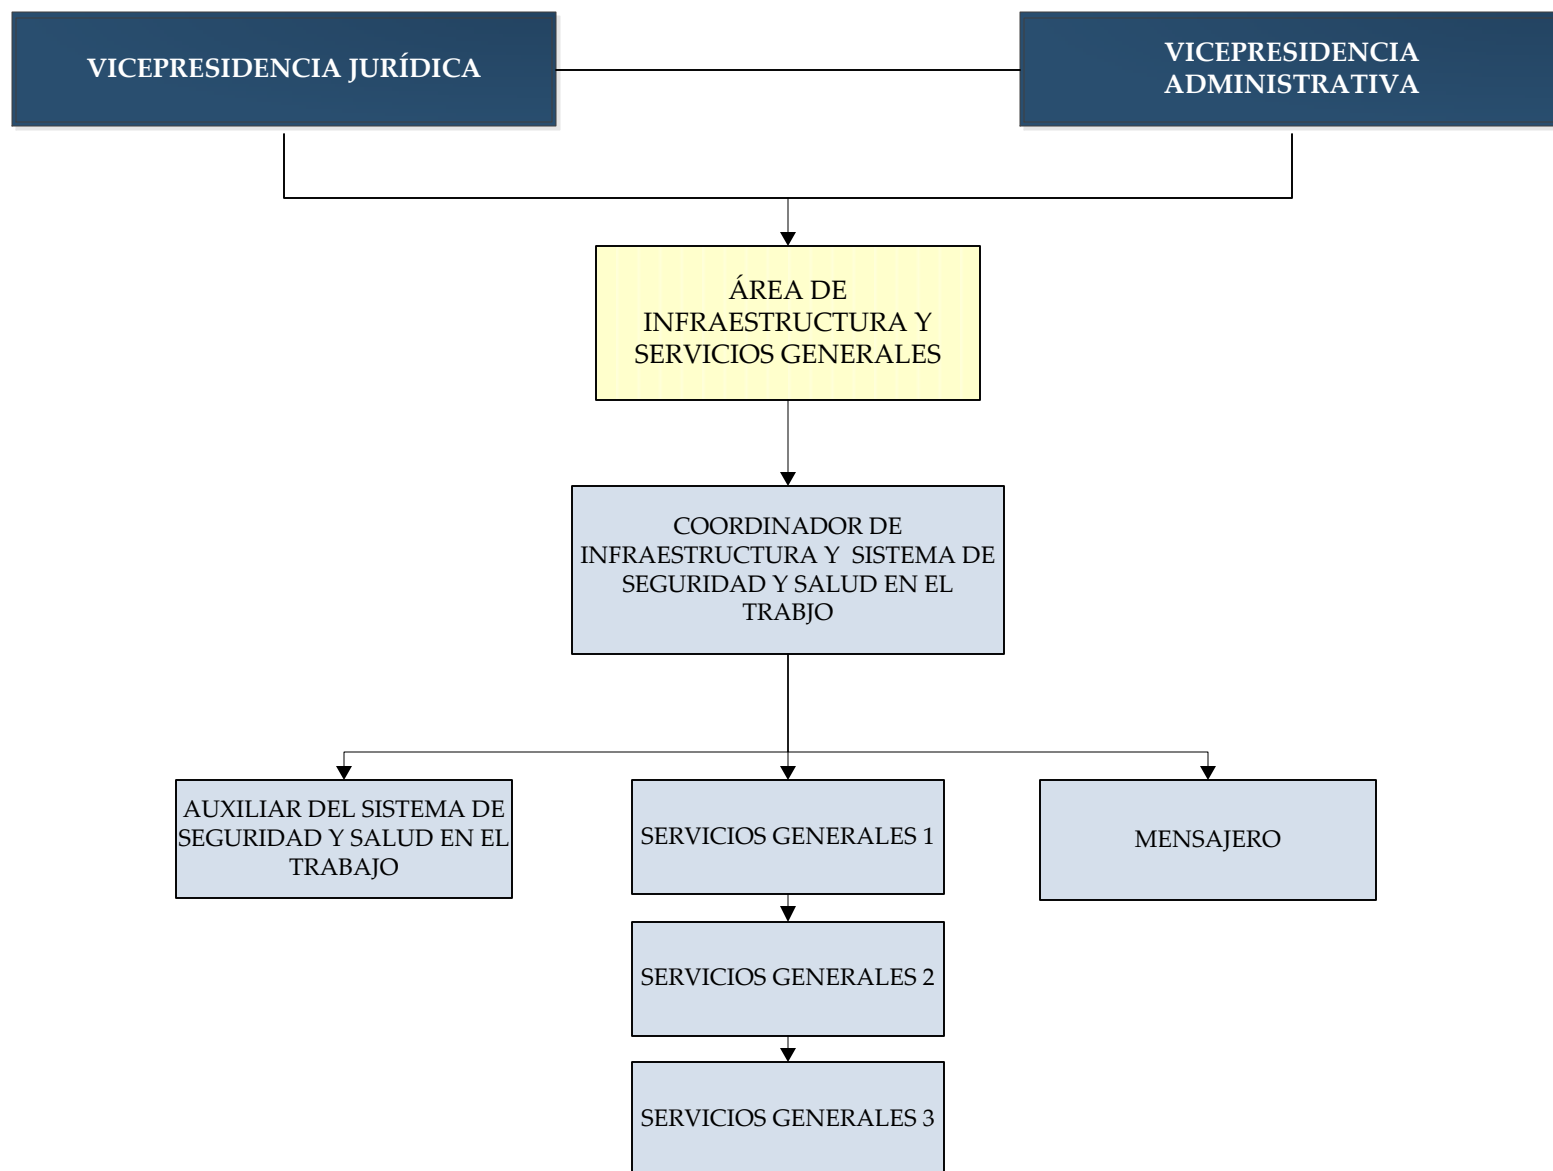 VICEPRESIDENCIA JURÍDICA
VICEPRESIDENCIA
ADMINISTRATIVA
ÁREA DE
INFRAESTRUCTURA Y
SERVICIOS GENERALES
COORDINADOR DE
INFRAESTRUCTURA Y  SISTEMA DE
SEGURIDAD Y SALUD EN EL
TRABJO
AUXILIAR DEL SISTEMA DE
SEGURIDAD Y SALUD EN EL
TRABAJO
SERVICIOS GENERALES 1
MENSAJERO
SERVICIOS GENERALES 2
SERVICIOS GENERALES 3